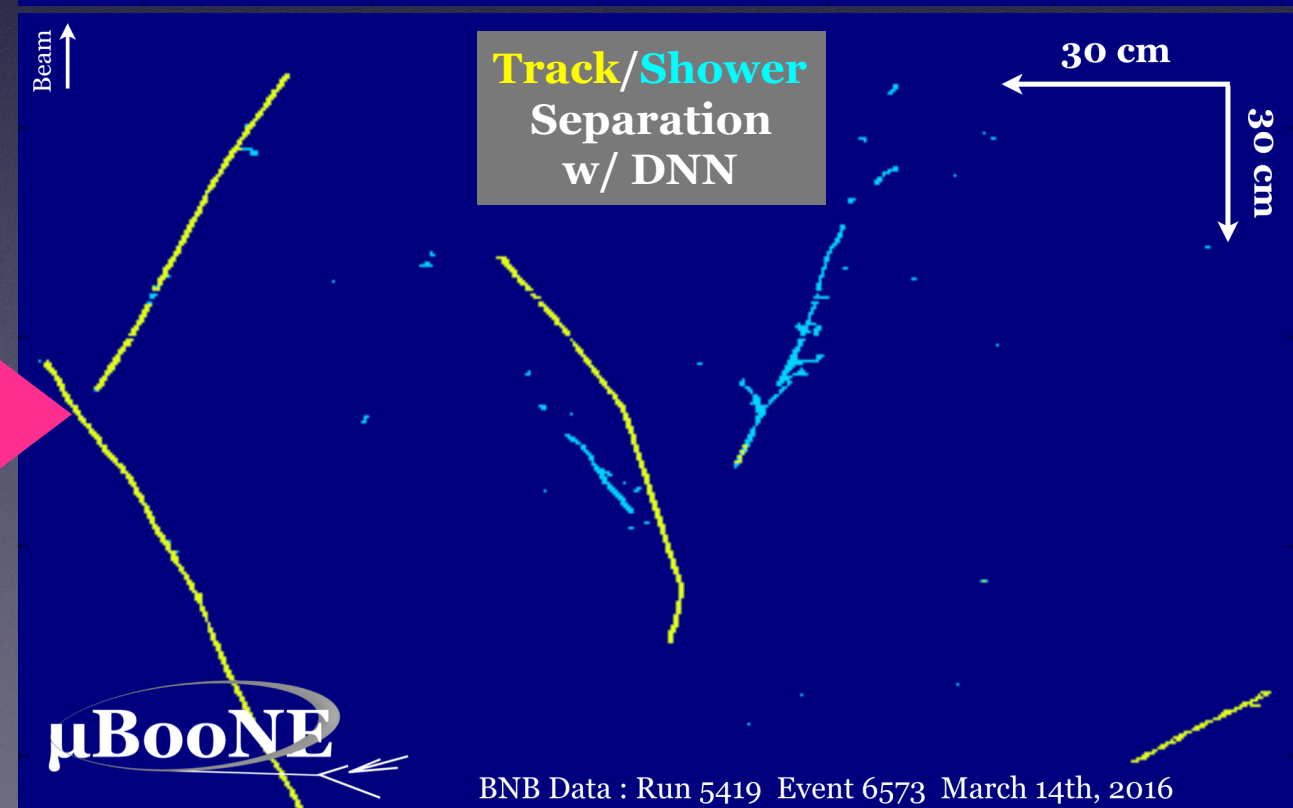 Beam
Track/Shower
Separation
w/ DNN
30 cm
30 cm
μBooNE
BNB Data : Run 5419 Event 6573 March 14th, 2016